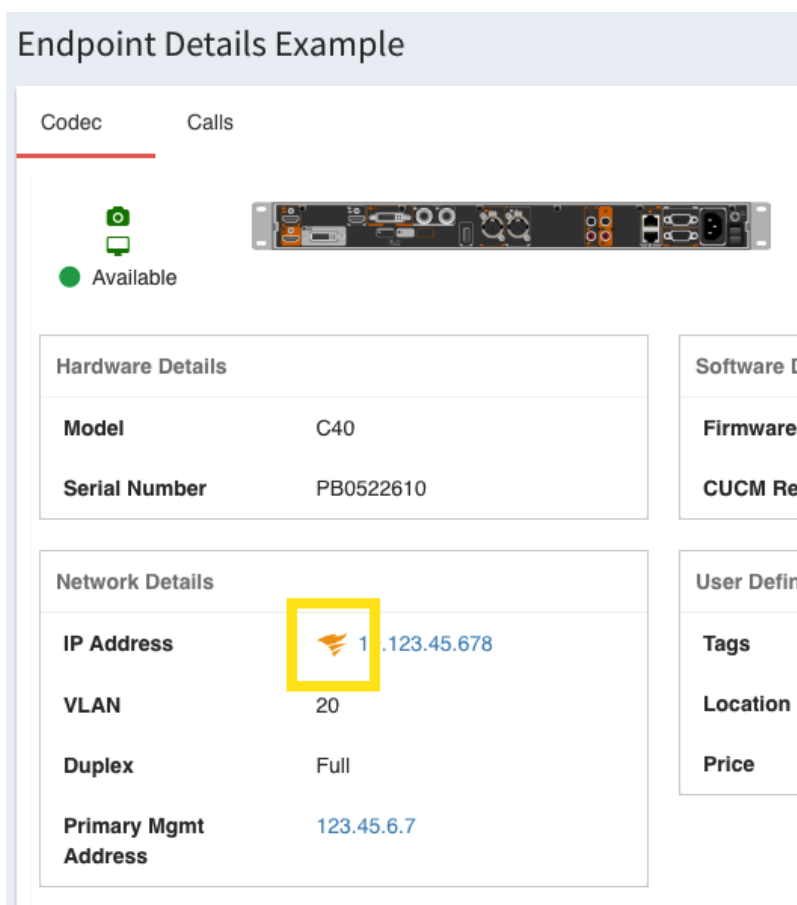 Endpoint Details Example
Codec Calls
Available
Hardware Details
Model C40
Serial Number PB0522610
Software
Firmware
CUCM
Network Details
IP Address .123.45.678
VLAN 20
Duplex Full
Primary Mgmt 123.45.6.7
Address
User
Tags
Location
Price